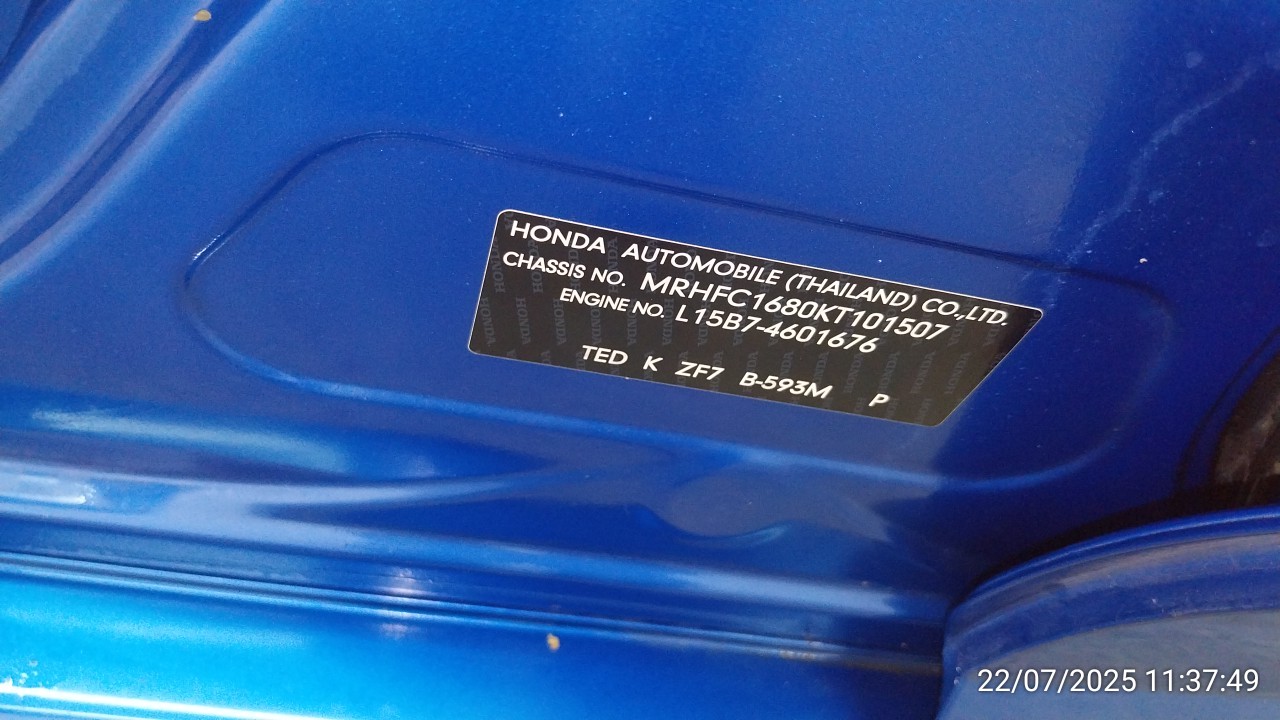 HONDA AUTOMOBILE (THAILAND) CO.,LTD.
CHASSIS NO. MRHFC1680KT101507
ENGINE NO. L15B7-4601676
TED K ZF7 B-593M P
22/07/2025 11:37:49